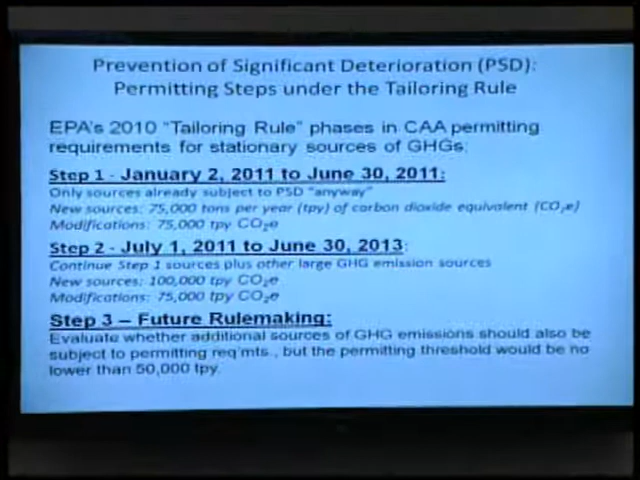 Prevention of Significant Deterioration (PSD):
Permitting Steps under the Tailoring Rule
EPA's 2010 "Tailoring Rule" phases in CAA permitting
requirements for stationary sources of GHGs:
Step 1 - January 2, 2011 to June 30, 2011:
Only sources already subject to PSD "anyway"
New sources: 75,000 tons per year (tpy) of carbon dioxide equivalent (CO₂e)
Modifications: 75,000 tpy CO₂e
Step 2 - July 1, 2011 to June 30, 2013:
Continue Step 1 sources plus other large GHG emission sources
New sources: 100,000 tpy CO₂e
Modifications: 75,000 tpy CO₂e
Step 3 – Future Rulemaking:
Evaluate whether additional sources of GHG emissions should also be
subject to permitting req'mts., but the permitting threshold would be no
lower than 50,000 tpy.